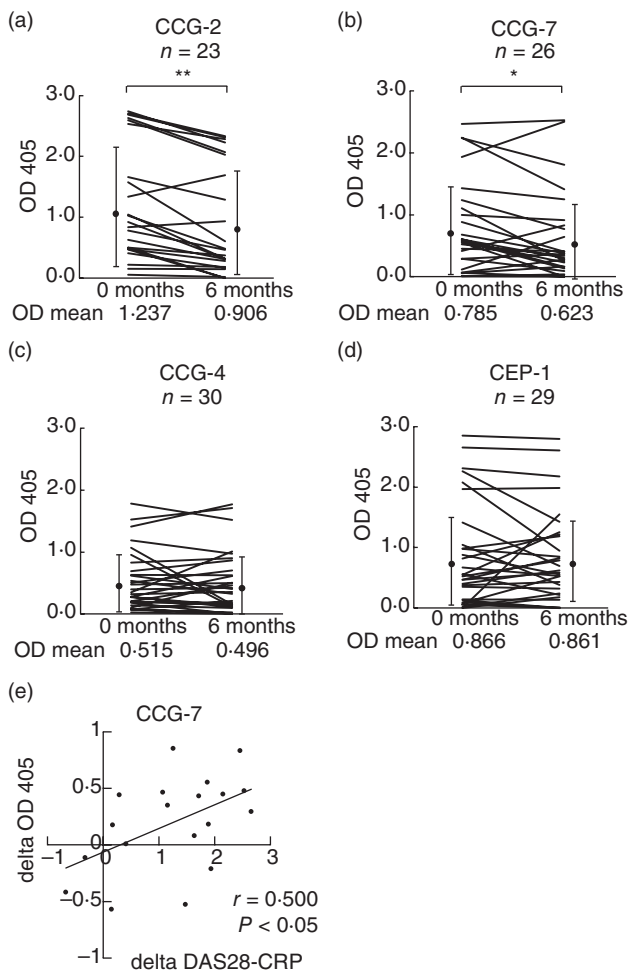 (a)
CCG-2
n = 23
**
3·0
2·0
1·0
0·0
OD 405
0 months 6 months
OD mean 1·237 0·906
(b)
CCG-7
n = 26
*
3·0
2·0
1·0
0·0
OD 405
0 months 6 months
OD mean 0·785 0·623
(c)
CCG-4
n = 30
3·0
2·0
1·0
0·0
OD 405
0 months 6 months
OD mean 0·515 0·496
(d)
CEP-1
n = 29
3·0
2·0
1·0
0·0
OD 405
0 months 6 months
OD mean 0·866 0·861
(e)
CCG-7
1
0·5
0
−0·5
−1
delta OD 405
−1 0 1 2 3
r = 0·500
P < 0·05
delta DAS28-CRP